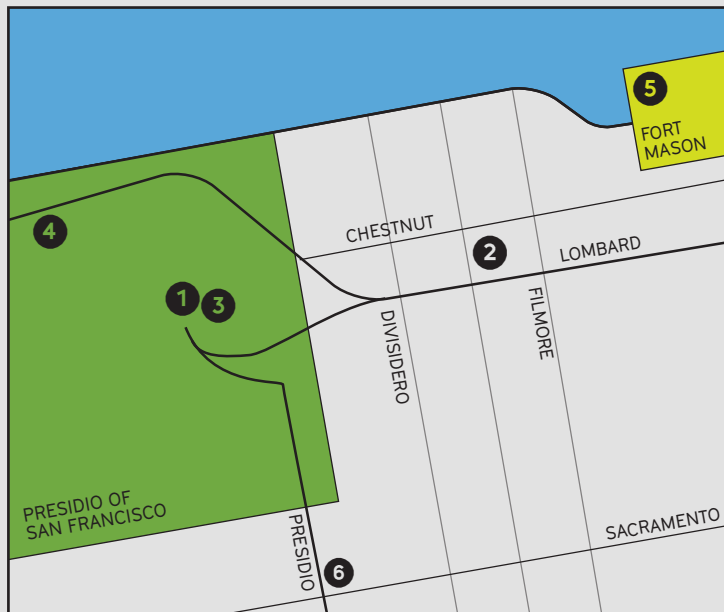 5
FORT
MASON
4
CHESTNUT
2
LOMBARD
1
3
DIVISIDERO
FILMORE
PRESIDIO OF
SAN FRANCISCO
PRESIDIO
6
SACRAMENTO